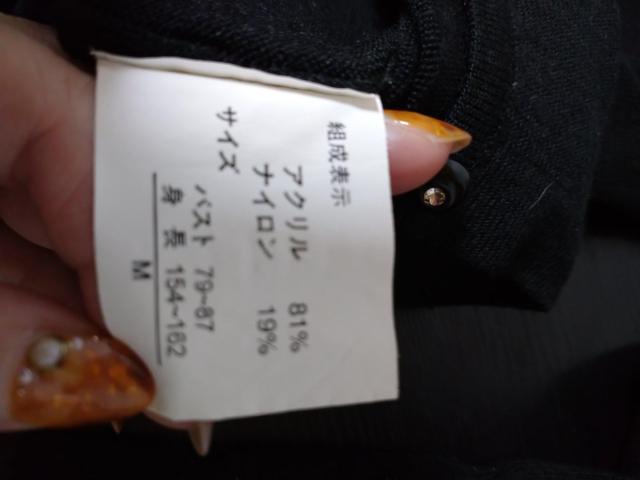 組成表示
アクリル 81%
ナイロン 19%
サイズ
バスト 79~87
身長 154~162
M